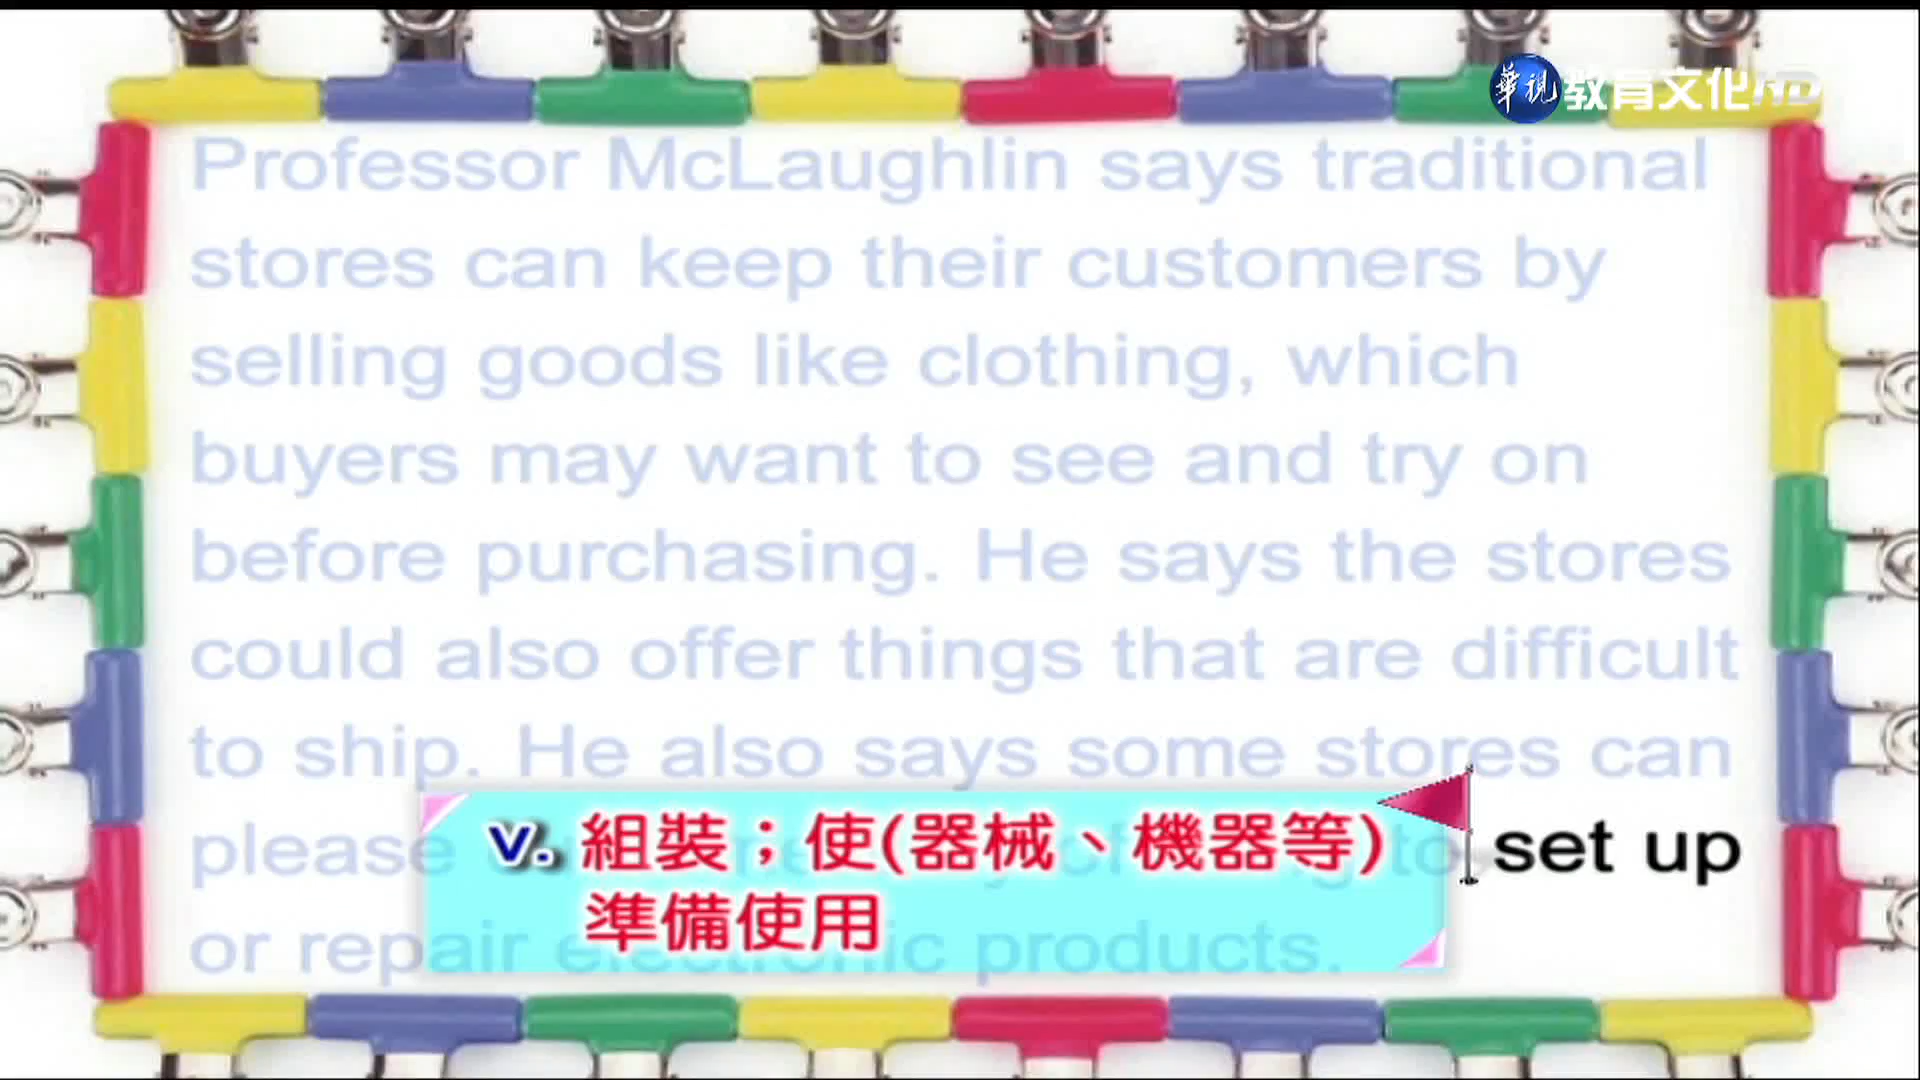 華視 教育文化HD
Professor McLaughlin says traditional
stores can keep their customers by
selling goods like clothing, which
buyers may want to see and try on
before purchasing. He says the stores
could also offer things that are difficult
to ship. He also says some stores can
please to set up
v. 組裝；使(器械、機器等)
準備使用
or repair electronic products.